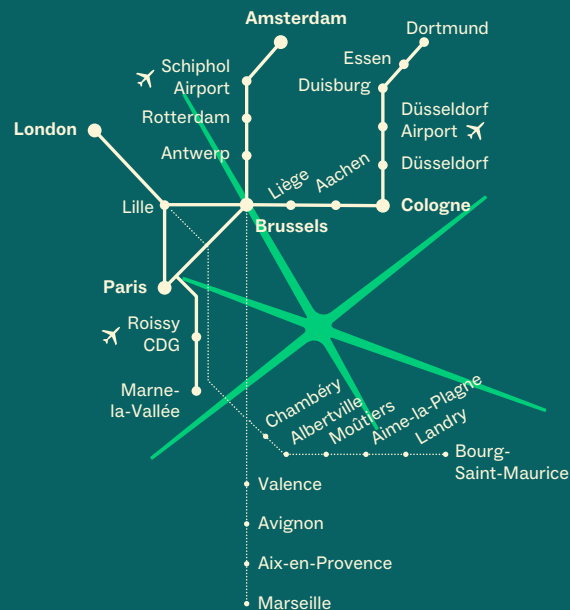 Amsterdam
Dortmund
Essen
Schiphol
Airport
Duisburg
Rotterdam
Düsseldorf
Airport
London
Antwerp
Düsseldorf
Liège
Aachen
Lille
Cologne
Brussels
Paris
Roissy
CDG
Marne-
la-Vallée
Chambéry
Albertville
Moûtiers
Aime-la-Plagne
Landry
Bourg-
Saint-Maurice
Valence
Avignon
Aix-en-Provence
Marseille